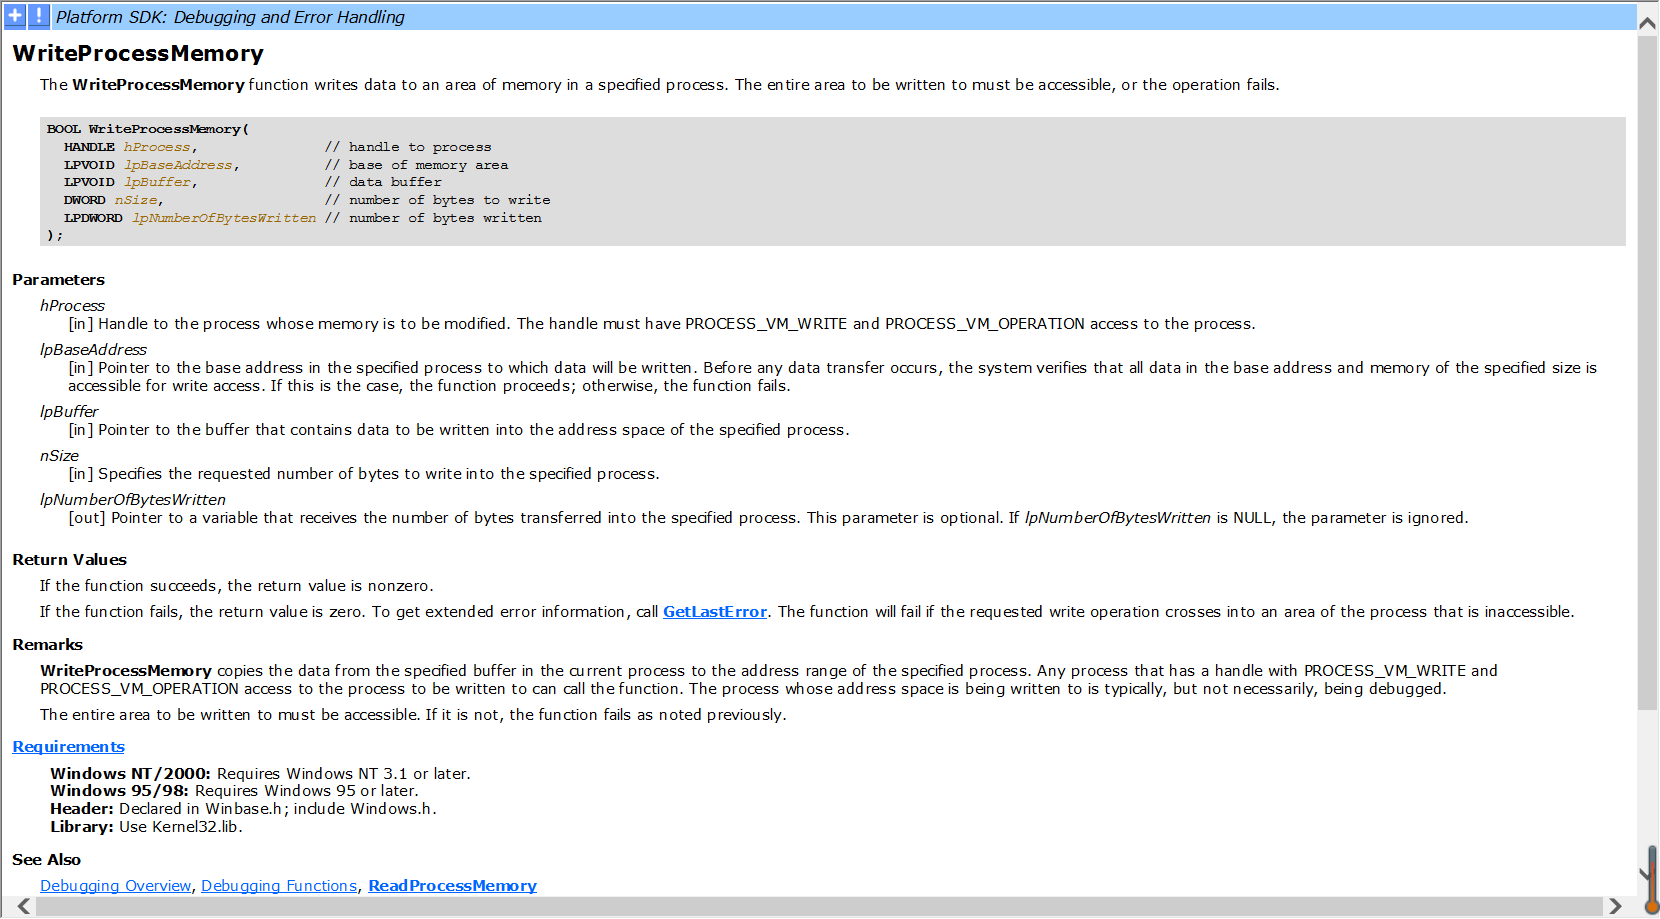 Platform SDK: Debugging and Error Handling
WriteProcessMemory
The WriteProcessMemory function writes data to an area of memory in a specified process. The entire area to be written to must be accessible, or the operation fails.
BOOL WriteProcessMemory(
  HANDLE hProcess,               // handle to process
  LPVOID lpBaseAddress,          // base of memory area
  LPVOID lpBuffer,               // data buffer
  DWORD nSize,                   // number of bytes to write
  LPDWORD lpNumberOfBytesWritten // number of bytes written
);
Parameters
hProcess
[in] Handle to the process whose memory is to be modified. The handle must have PROCESS_VM_WRITE and PROCESS_VM_OPERATION access to the process.
lpBaseAddress
[in] Pointer to the base address in the specified process to which data will be written. Before any data transfer occurs, the system verifies that all data in the base address and memory of the specified size is
accessible for write access. If this is the case, the function proceeds; otherwise, the function fails.
lpBuffer
[in] Pointer to the buffer that contains data to be written into the address space of the specified process.
nSize
[in] Specifies the requested number of bytes to write into the specified process.
lpNumberOfBytesWritten
[out] Pointer to a variable that receives the number of bytes transferred into the specified process. This parameter is optional. If lpNumberOfBytesWritten is NULL, the parameter is ignored.
Return Values
If the function succeeds, the return value is nonzero.
If the function fails, the return value is zero. To get extended error information, call GetLastError. The function will fail if the requested write operation crosses into an area of the process that is inaccessible.
Remarks
WriteProcessMemory copies the data from the specified buffer in the current process to the address range of the specified process. Any process that has a handle with PROCESS_VM_WRITE and
PROCESS_VM_OPERATION access to the process to be written to can call the function. The process whose address space is being written to is typically, but not necessarily, being debugged.
The entire area to be written to must be accessible. If it is not, the function fails as noted previously.
Requirements
Windows NT/2000: Requires Windows NT 3.1 or later.
Windows 95/98: Requires Windows 95 or later.
Header: Declared in Winbase.h; include Windows.h.
Library: Use Kernel32.lib.
See Also
Debugging Overview, Debugging Functions, ReadProcessMemory